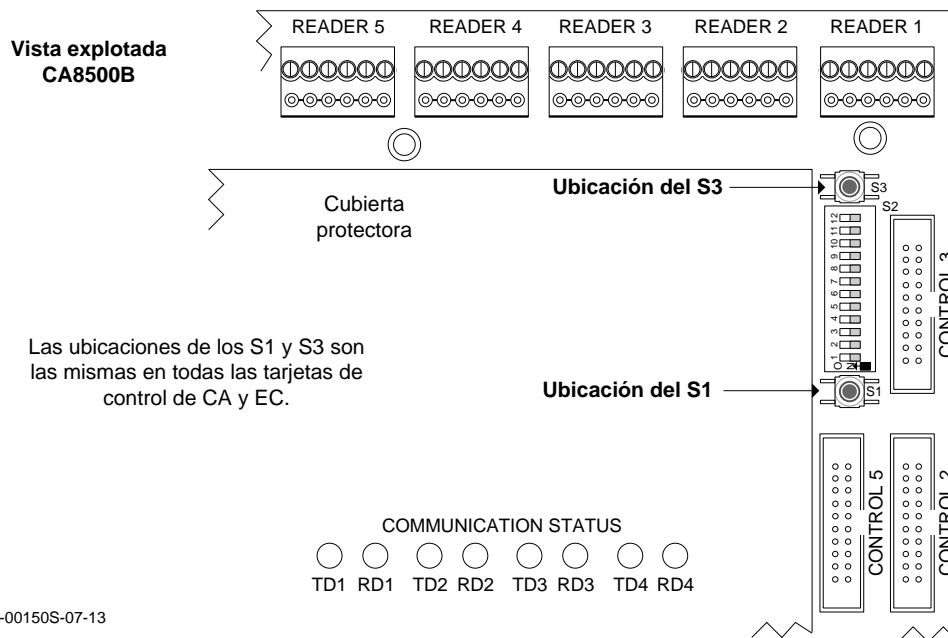 Vista explotada
CA8500B
READER 5 READER 4 READER 3 READER 2 READER 1
Ubicación del S3
S3
S2
Cubierta
protectora
12
11
10
9
8
7
6
5
4
3
2
1
ON
CONTROL 3
Las ubicaciones de los S1 y S3 son
las mismas en todas las tarjetas de
control de CA y EC.
Ubicación del S1
S1
CONTROL 5
CONTROL 2
COMMUNICATION STATUS
TD1 RD1 TD2 RD2 TD3 RD3 TD4 RD4
-00150S-07-13